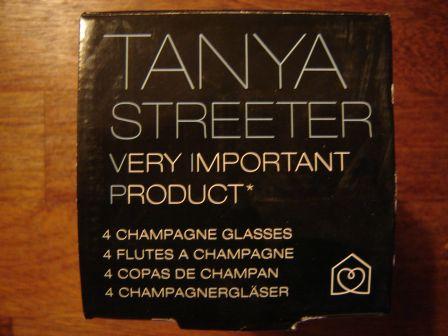 TANYA
STREETER
VERY IMPORTANT
PRODUCT*
4 CHAMPAGNE GLASSES
4 FLUTES A CHAMPAGNE
4 COPAS DE CHAMPAN
4 CHAMPAGNERGLÄSER